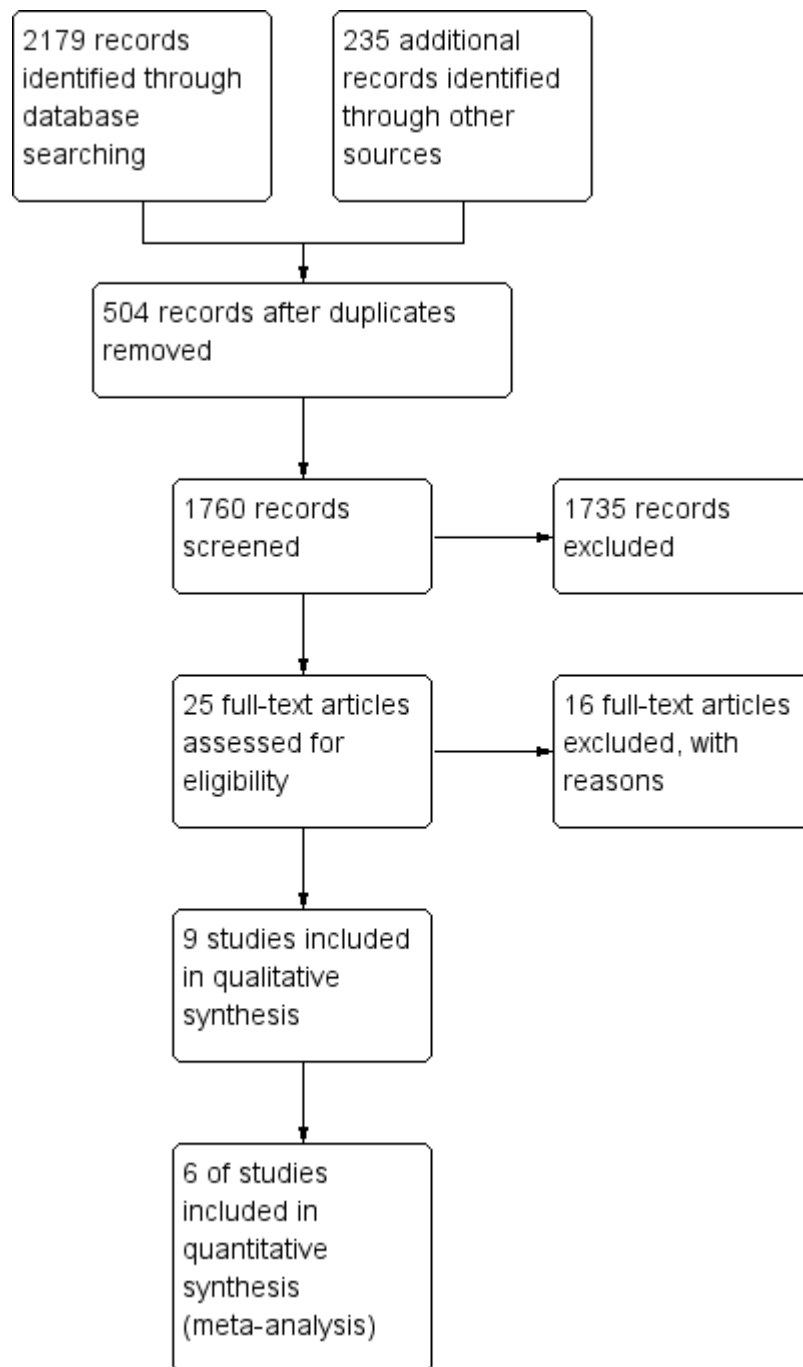 2179 records
identified through
database
searching
235 additional
records identified
through other
sources
504 records after duplicates
removed
1760 records
screened
1735 records
excluded
25 full-text articles
assessed for
eligibility
16 full-text articles
excluded, with
reasons
9 studies included
in qualitative
synthesis
6 of studies
included in
quantitative
synthesis
(meta-analysis)